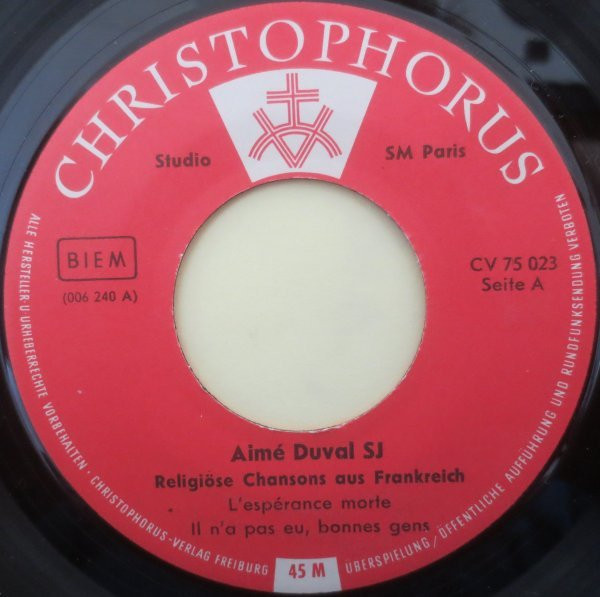 CHRISTOPHORUS
Studio
SM Paris
BIEM
(006 240 A)
CV 75 023
Seite A
Aimé Duval SJ
Religiöse Chansons aus Frankreich
L'espérance morte
Il n'a pas eu, bonnes gens
ALLE HERSTELLER- U. URHEBERRECHTE VORBEHALTEN · CHRISTOPHORUS-VERLAG FREIBURG
45 M
ÜBERSPIELUNG / ÖFFENTLICHE AUFFÜHRUNG UND RUNDFUNKSENDUNG VERBOTEN